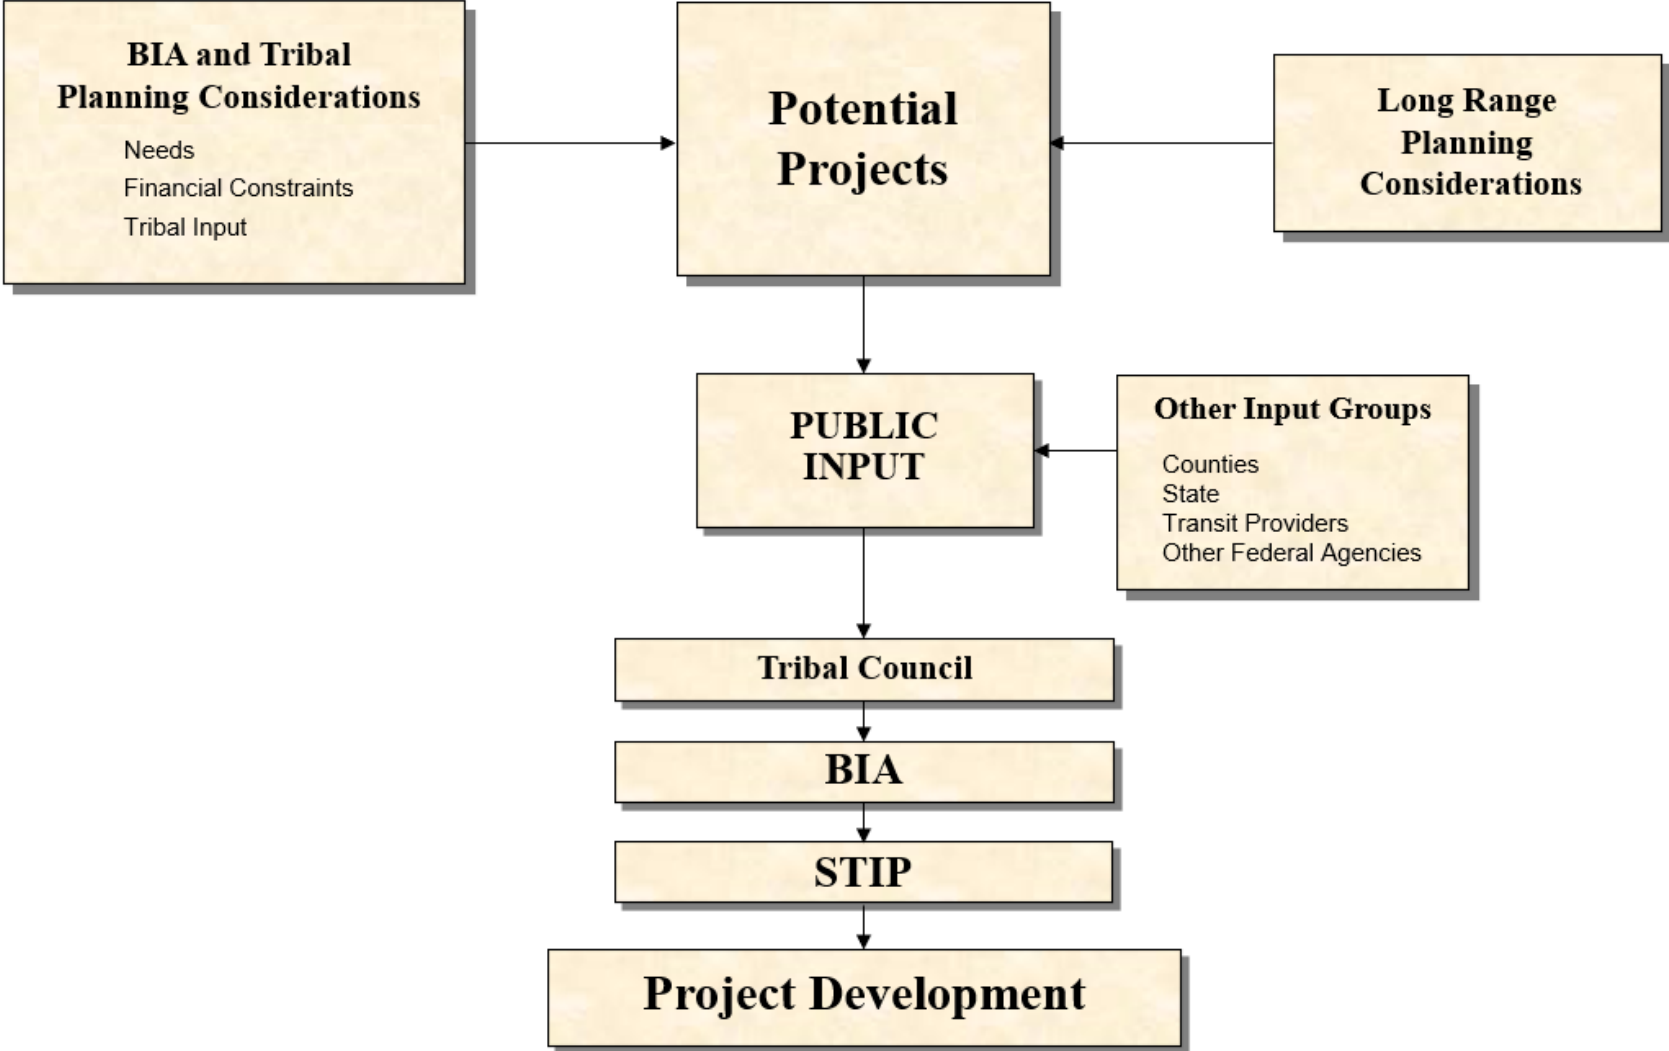 BIA and Tribal
Planning Considerations
Needs
Financial Constraints
Tribal Input
Potential
Projects
Long Range
Planning
Considerations
PUBLIC
INPUT
Other Input Groups
Counties
State
Transit Providers
Other Federal Agencies
Tribal Council
BIA
STIP
Project Development